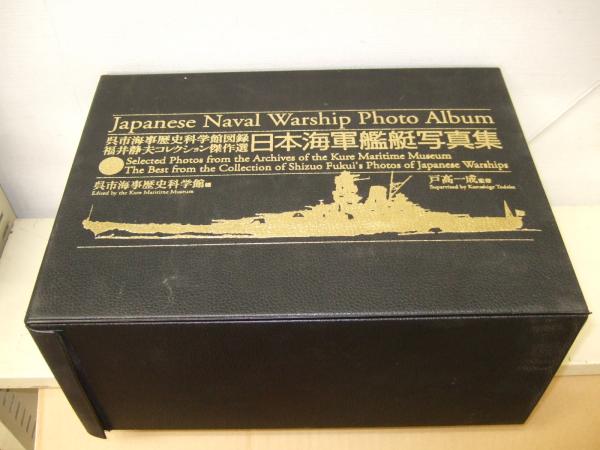 Japanese Naval Warship Photo Album
呉市海事歴史科学館図録
福井静夫コレクション傑作選
日本海軍艦艇写真集
Selected Photos from the Archives of the Kure Maritime Museum
The Best from the Collection of Shizuo Fukui's Photos of Japanese Warships
呉市海事歴史科学館編
Edited by the Kure Maritime Museum
戸高一成監修
Supervised by Kazushige Todaka